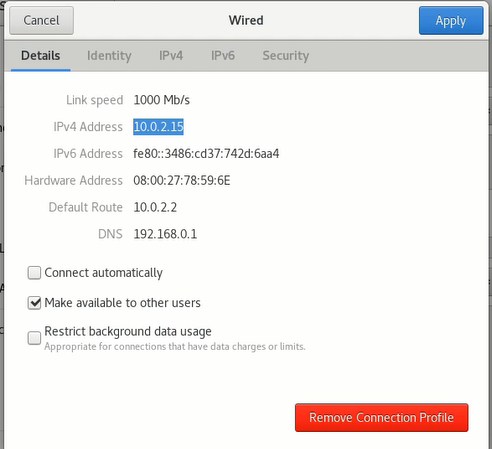 Cancel Wired Apply
Details Identity IPv4 IPv6 Security
Link speed 1000 Mb/s
IPv4 Address 10.0.2.15
IPv6 Address fe80::3486:cd37:742d:6aa4
Hardware Address 08:00:27:78:59:6E
Default Route 10.0.2.2
DNS 192.168.0.1
Connect automatically
Make available to other users
Restrict background data usage
Appropriate for connections that have data charges or limits.
Remove Connection Profile